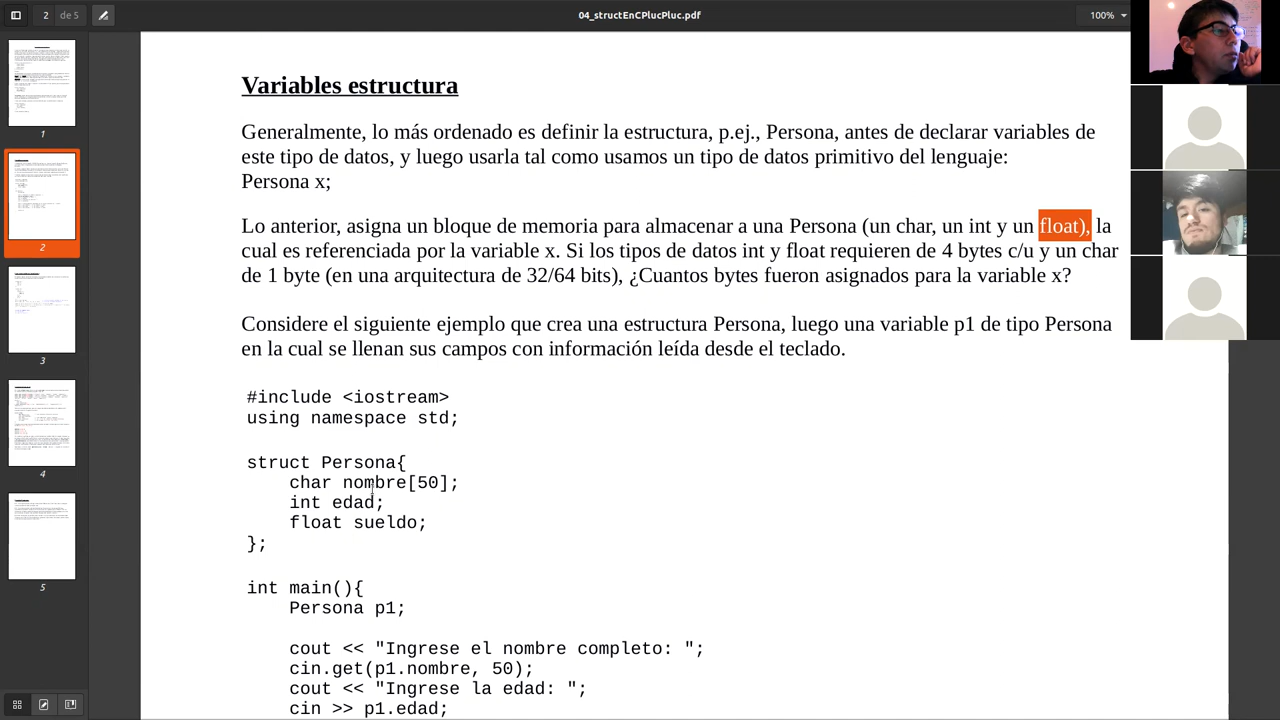 2 de 5
04_structEnCPlucPluc.pdf
100%
1
2
3
4
5
Variables estructura
Generalmente, lo más ordenado es definir la estructura, p.ej., Persona, antes de declarar variables de
este tipo de datos, y luego usarla tal como usamos un tipo de datos primitivo del lenguaje:
Persona x;
Lo anterior, asigna un bloque de memoria para almacenar a una Persona (un char, un int y un float), la
cual es referenciada por la variable x. Si los tipos de datos int y float requieren de 4 bytes c/u y un char
de 1 byte (en una arquitectura de 32/64 bits), ¿Cuantos bytes fueron asignados para la variable x?
Considere el siguiente ejemplo que crea una estructura Persona, luego una variable p1 de tipo Persona
en la cual se llenan sus campos con información leída desde el teclado.
#include <iostream>
using namespace std;
struct Persona{
char nombre[50];
int edad;
float sueldo;
};
int main(){
Persona p1;
cout << "Ingrese el nombre completo: ";
cin.get(p1.nombre, 50);
cout << "Ingrese la edad: ";
cin >> p1.edad;